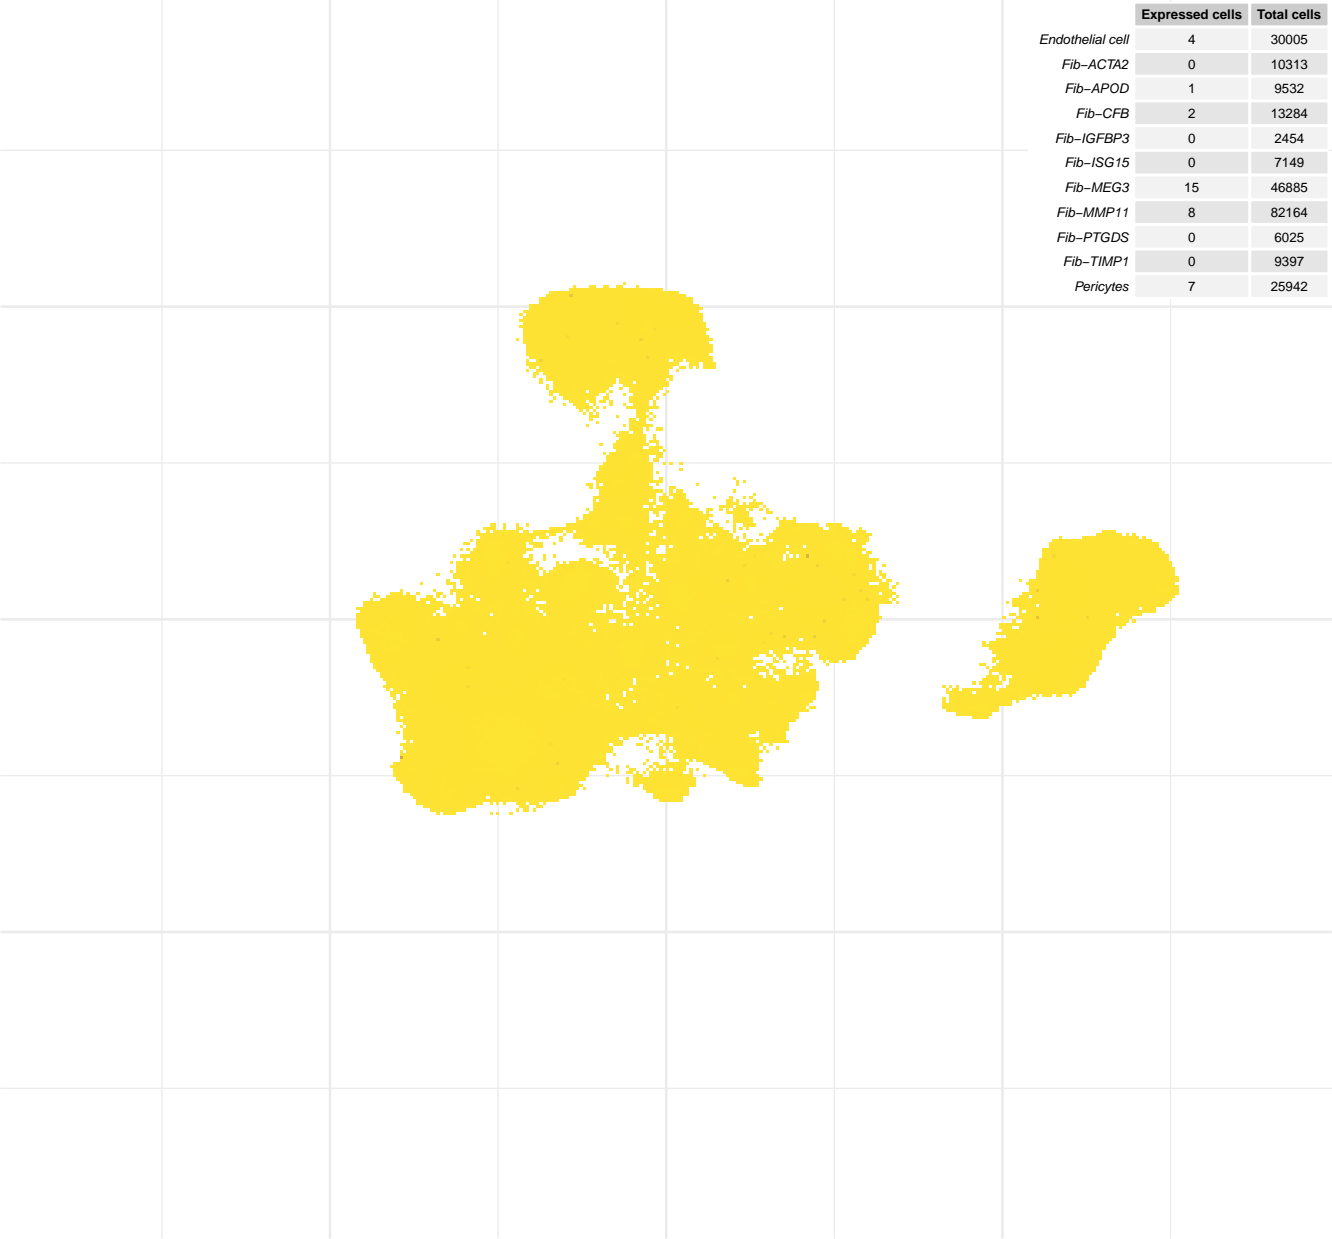 Expressed cells Total cells
Endothelial cell 4 30005
Fib−ACTA2 0 10313
Fib−APOD 1 9532
Fib−CFB 2 13284
Fib−IGFBP3 0 2454
Fib−ISG15 0 7149
Fib−MEG3 15 46885
Fib−MMP11 8 82164
Fib−PTGDS 0 6025
Fib−TIMP1 0 9397
Pericytes 7 25942